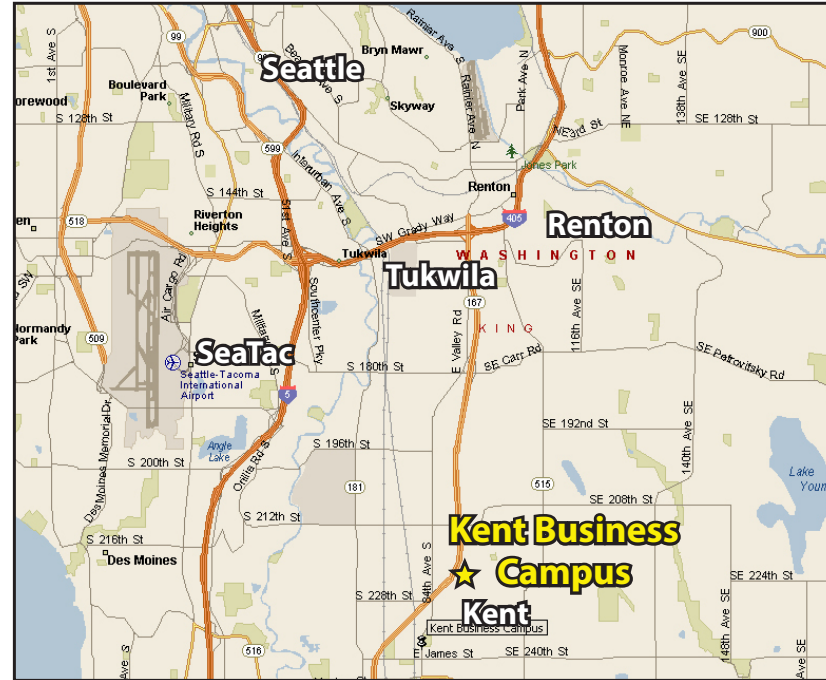 1st Ave S
99
Seattle
Bryn Mawr
Rainier Ave S
Rainier Ave N
Park Ave N
Monroe Ave NE
138th Ave SE
900
Boulevard
Park
orewood
Military Rd S
Skyway
S 128th St
NE 3rd St
SE 128th St
599
Interurban Ave S
Jones Park
S 144th St
Renton
51st Ave S
518
Riverton
Heights
405
Renton
SW Grady Way
Tukwila
WASHINGTON
Tukwila
Air Cargo Rd
Southcenter Pky
167
116th Ave SE
KING
E Valley Rd
Normandy
Park
509
SeaTac
Seattle-Tacoma
International
Airport
S 180th St
SE Carr Rd
SE Petrovitsky Rd
5
Des Moines Memorial Dr
Angle
Lake
Orillia Rd S
S 196th St
SE 192nd St
140th Ave SE
S 200th St
181
515
Lake
Youn
SE 208th St
S 212th St
Kent Business
Campus
S 216th St
Des Moines
84th Ave S
SE 224th St
S 228th St
Kent
Kent Business Campus
148th Ave SE
516
E James St
SE 240th St